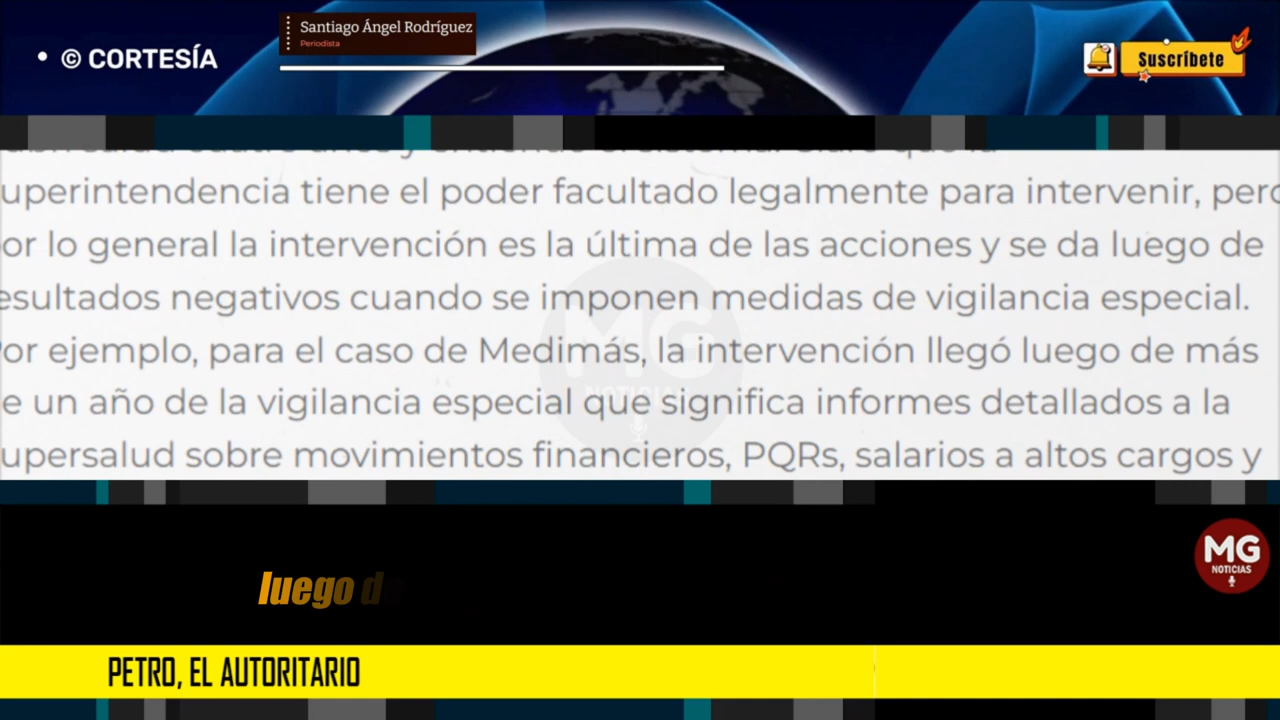 Santiago Ángel Rodríguez
Periodista
• © CORTESÍA
Suscríbete
uperintendencia tiene el poder facultado legalmente para intervenir, pero
or lo general la intervención es la última de las acciones y se da luego de
esultados negativos cuando se imponen medidas de vigilancia especial.
or ejemplo, para el caso de Medimás, la intervención llegó luego de más
e un año de la vigilancia especial que significa informes detallados a la
upersalud sobre movimientos financieros, PQRs, salarios a altos cargos y
MG
NOTICIAS
luego d
MG
NOTICIAS
PETRO, EL AUTORITARIO